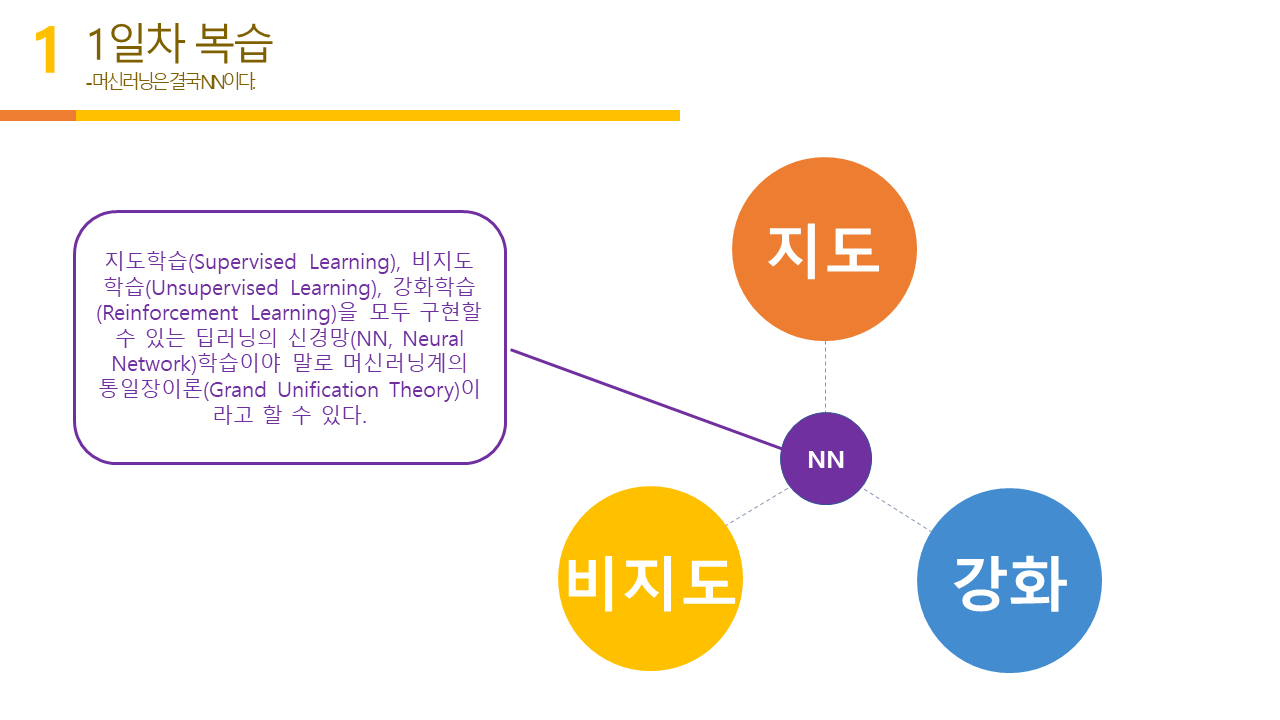 1
1일차 복습
-머신러닝은 결국 NN이다.
지도학습(Supervised Learning), 비지도
학습(Unsupervised Learning), 강화학습
(Reinforcement Learning)을 모두 구현할
수 있는 딥러닝의 신경망(NN, Neural
Network)학습이야 말로 머신러닝계의
통일장이론(Grand Unification Theory)이
라고 할 수 있다.
지도
NN
비지도
강화